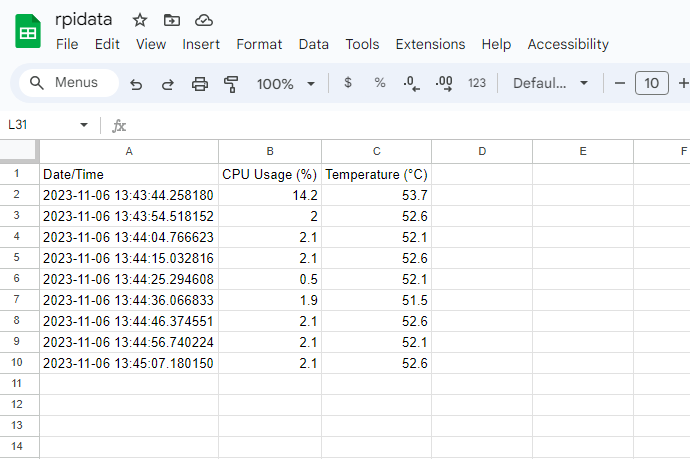 rpidata
File Edit View Insert Format Data Tools Extensions Help Accessibility
Menus 100% $ % .0 .00 123 Defaul... 10
L31 fx
A B C D E F
1 Date/Time CPU Usage (%) Temperature (°C)
2 2023-11-06 13:43:44.258180 14.2 53.7
3 2023-11-06 13:43:54.518152 2 52.6
4 2023-11-06 13:44:04.766623 2.1 52.1
5 2023-11-06 13:44:15.032816 2.1 52.6
6 2023-11-06 13:44:25.294608 0.5 52.1
7 2023-11-06 13:44:36.066833 1.9 51.5
8 2023-11-06 13:44:46.374551 2.1 52.6
9 2023-11-06 13:44:56.740224 2.1 52.1
10 2023-11-06 13:45:07.180150 2.1 52.6
11
12
13
14